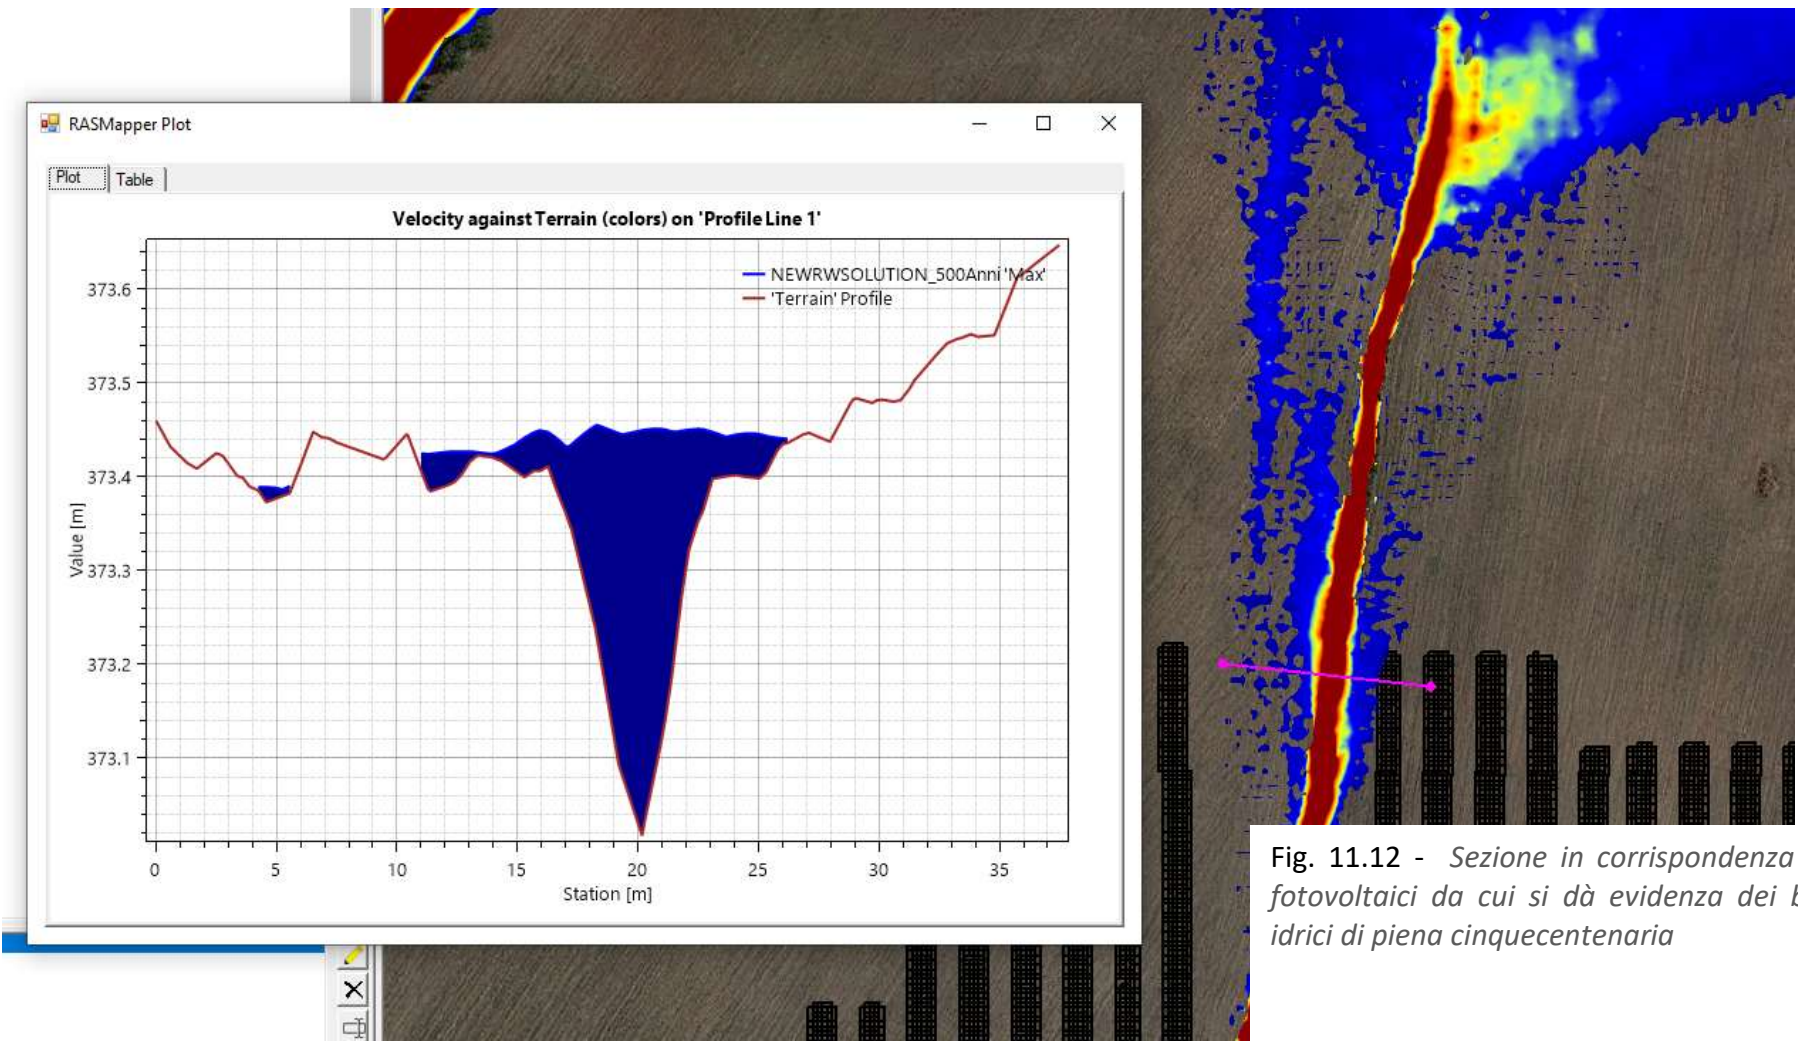 RASMapper Plot
Plot
Table
Velocity against Terrain (colors) on 'Profile Line 1'
NEWRWSOLUTION_500Anni 'Max'
'Terrain' Profile
Value [m]
373.6
373.5
373.4
373.3
373.2
373.1
0 5 10 15 20 25 30 35
Station [m]
Fig. 11.12 - Sezione in corrispondenza
fotovoltaici da cui si dà evidenza dei
idrici di piena cinquecentenaria